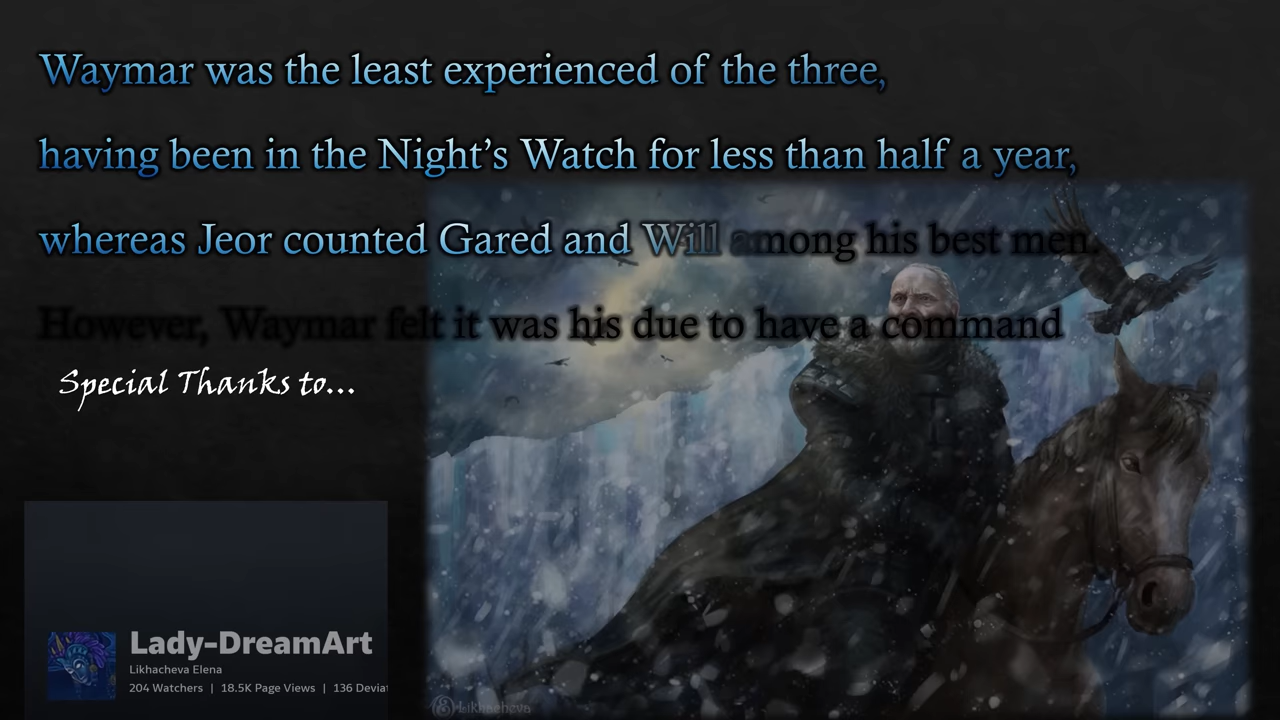 Waymar was the least experienced of the three,
having been in the Night’s Watch for less than half a year,
whereas Jeor counted Gared and Will among his best men.
However, Waymar felt it was his due to have a command
Special Thanks to...
Lady-DreamArt
Likhacheva Elena
204 Watchers | 18.5K Page Views | 136 Deviat
Likhacheva